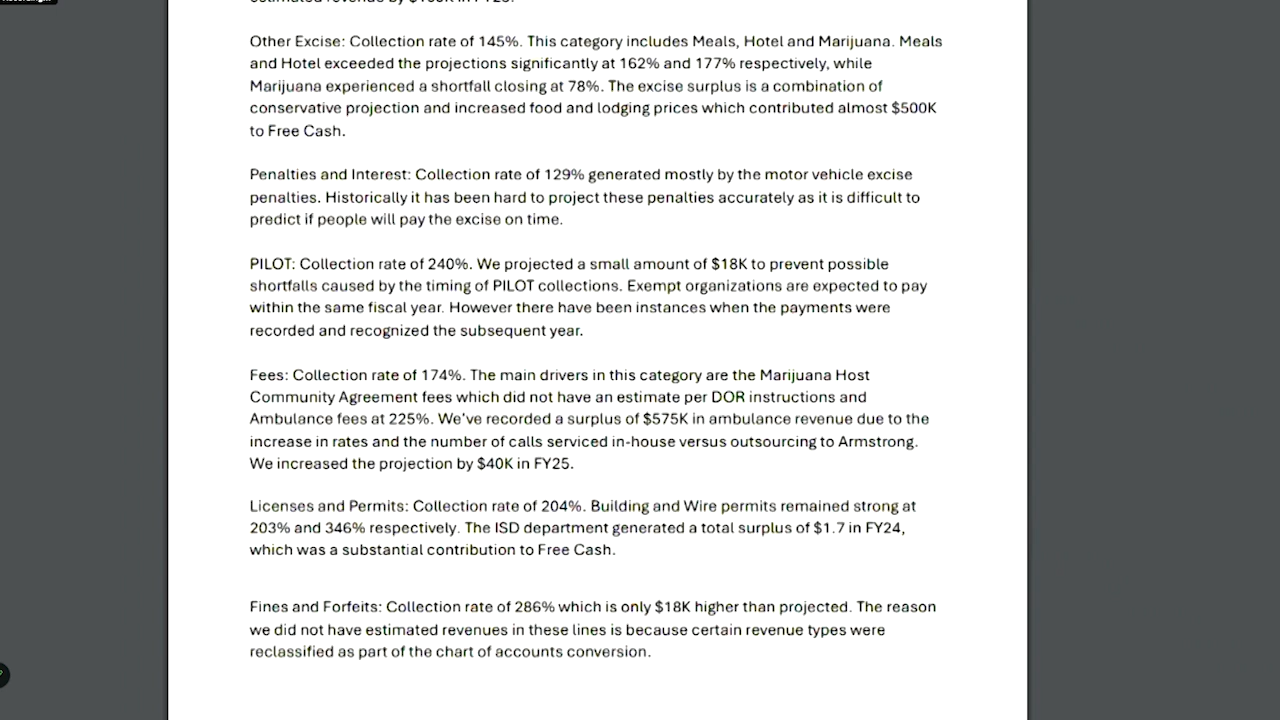 Other Excise: Collection rate of 145%. This category includes Meals, Hotel and Marijuana. Meals
and Hotel exceeded the projections significantly at 162% and 177% respectively, while
Marijuana experienced a shortfall closing at 78%. The excise surplus is a combination of
conservative projection and increased food and lodging prices which contributed almost $500K
to Free Cash.
Penalties and Interest: Collection rate of 129% generated mostly by the motor vehicle excise
penalties. Historically it has been hard to project these penalties accurately as it is difficult to
predict if people will pay the excise on time.
PILOT: Collection rate of 240%. We projected a small amount of $18K to prevent possible
shortfalls caused by the timing of PILOT collections. Exempt organizations are expected to pay
within the same fiscal year. However there have been instances when the payments were
recorded and recognized the subsequent year.
Fees: Collection rate of 174%. The main drivers in this category are the Marijuana Host
Community Agreement fees which did not have an estimate per DOR instructions and
Ambulance fees at 225%. We've recorded a surplus of $575K in ambulance revenue due to the
increase in rates and the number of calls serviced in-house versus outsourcing to Armstrong.
We increased the projection by $40K in FY25.
Licenses and Permits: Collection rate of 204%. Building and Wire permits remained strong at
203% and 346% respectively. The ISD department generated a total surplus of $1.7 in FY24,
which was a substantial contribution to Free Cash.
Fines and Forfeits: Collection rate of 286% which is only $18K higher than projected. The reason
we did not have estimated revenues in these lines is because certain revenue types were
reclassified as part of the chart of accounts conversion.